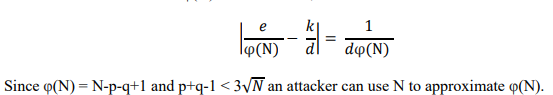 |e/φ(N) − k/d| = 1/dφ(N)
Since φ(N) = N-p-q+1 and p+q-1 < 3√N an attacker can use N to approximate φ(N).